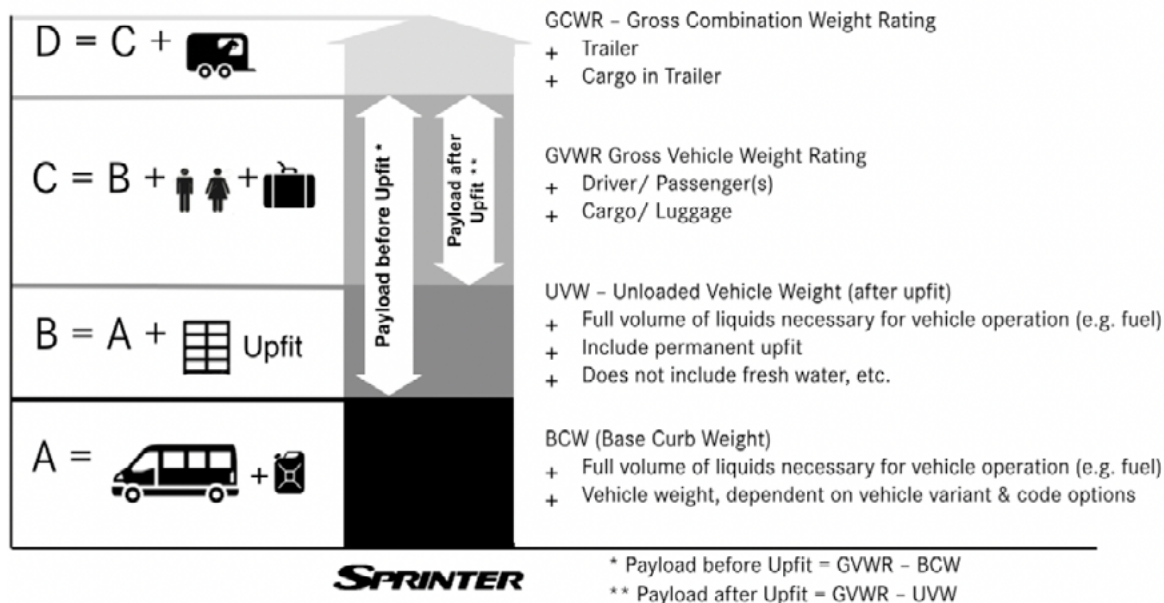 D = C +
GCWR – Gross Combination Weight Rating
+ Trailer
+ Cargo in Trailer
C = B + +
Payload before Upfit *
Payload after
Upfit **
GVWR Gross Vehicle Weight Rating
+ Driver/ Passenger(s)
+ Cargo/ Luggage
B = A + Upfit
UVW – Unloaded Vehicle Weight (after upfit)
+ Full volume of liquids necessary for vehicle operation (e.g. fuel)
+ Include permanent upfit
+ Does not include fresh water, etc.
A = +
BCW (Base Curb Weight)
+ Full volume of liquids necessary for vehicle operation (e.g. fuel)
+ Vehicle weight, dependent on vehicle variant & code options
SPRINTER
* Payload before Upfit = GVWR – BCW
** Payload after Upfit = GVWR – UVW